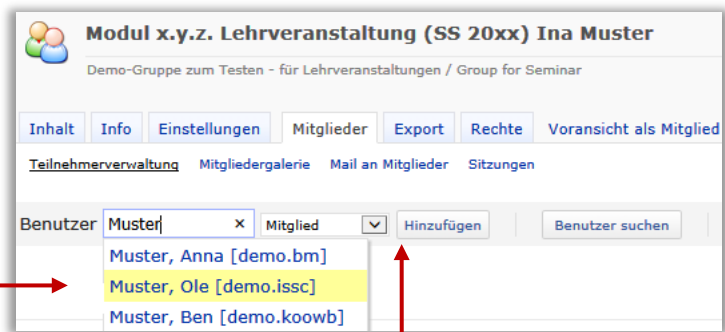 Modul x.y.z. Lehrveranstaltung (SS 20xx) Ina Muster
Demo-Gruppe zum Testen - für Lehrveranstaltungen / Group for Seminar
Inhalt Info Einstellungen Mitglieder Export Rechte Voransicht als Mitglied
Teilnehmerverwaltung Mitgliedergalerie Mail an Mitglieder Sitzungen
Benutzer Muster × Mitglied Hinzufügen Benutzer suchen
Muster, Anna [demo.bm]
Muster, Ole [demo.issc]
Muster, Ben [demo.koowb]